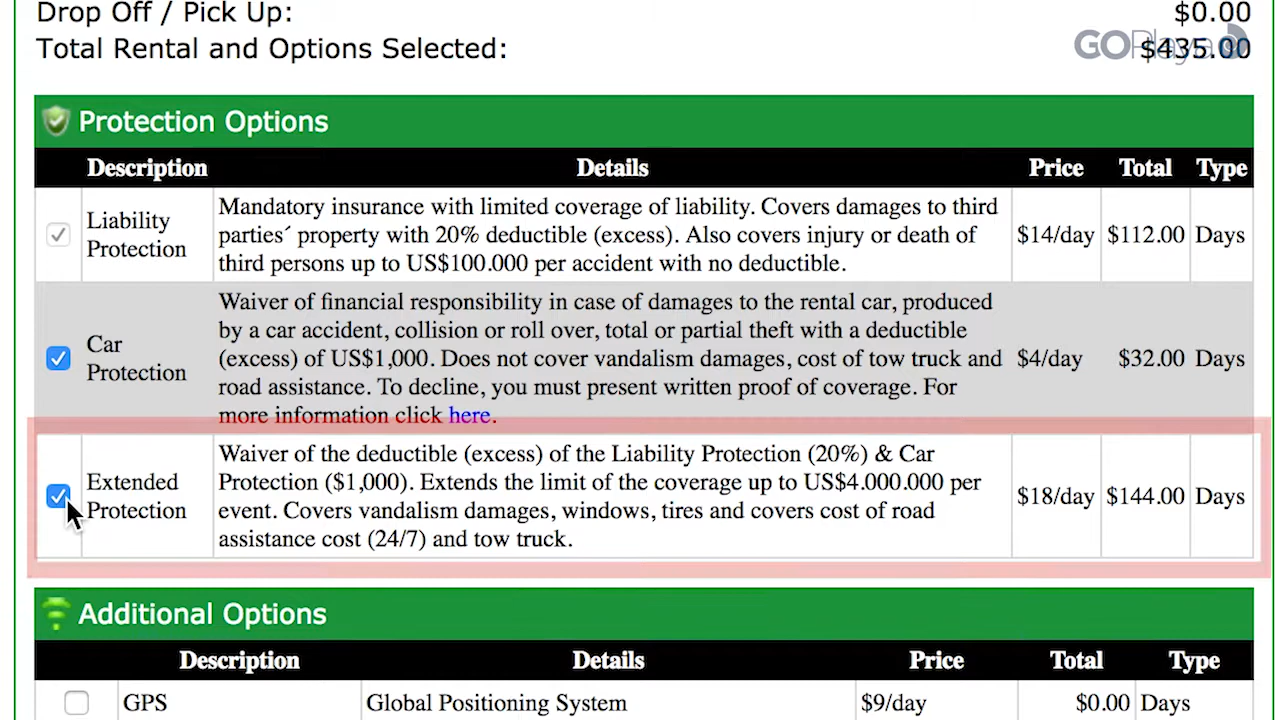 Drop Off / Pick Up: $0.00
GOPlaya
Total Rental and Options Selected: $435.00
Protection Options
Description Details Price Total Type
Liability Protection
Mandatory insurance with limited coverage of liability. Covers damages to third
parties´ property with 20% deductible (excess). Also covers injury or death of
third persons up to US$100.000 per accident with no deductible.
$14/day $112.00 Days
Car Protection
Waiver of financial responsibility in case of damages to the rental car, produced
by a car accident, collision or roll over, total or partial theft with a deductible
(excess) of US$1,000. Does not cover vandalism damages, cost of tow truck and
road assistance. To decline, you must present written proof of coverage. For
more information click here.
$4/day $32.00 Days
Extended Protection
Waiver of the deductible (excess) of the Liability Protection (20%) & Car
Protection ($1,000). Extends the limit of the coverage up to US$4.000.000 per
event. Covers vandalism damages, windows, tires and covers cost of road
assistance cost (24/7) and tow truck.
$18/day $144.00 Days
Additional Options
Description Details Price Total Type
GPS Global Positioning System $9/day $0.00 Days